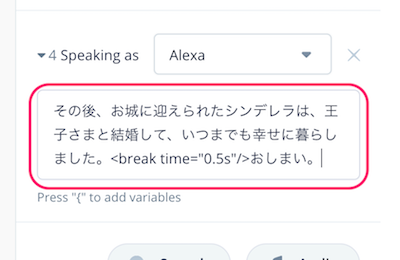 4 Speaking as Alexa
その後、お城に迎えられたシンデレラは、王
子さまと結婚して、いつまでも幸せに暮らし
ました。<break time="0.5s"/>おしまい。
Press "{" to add variables